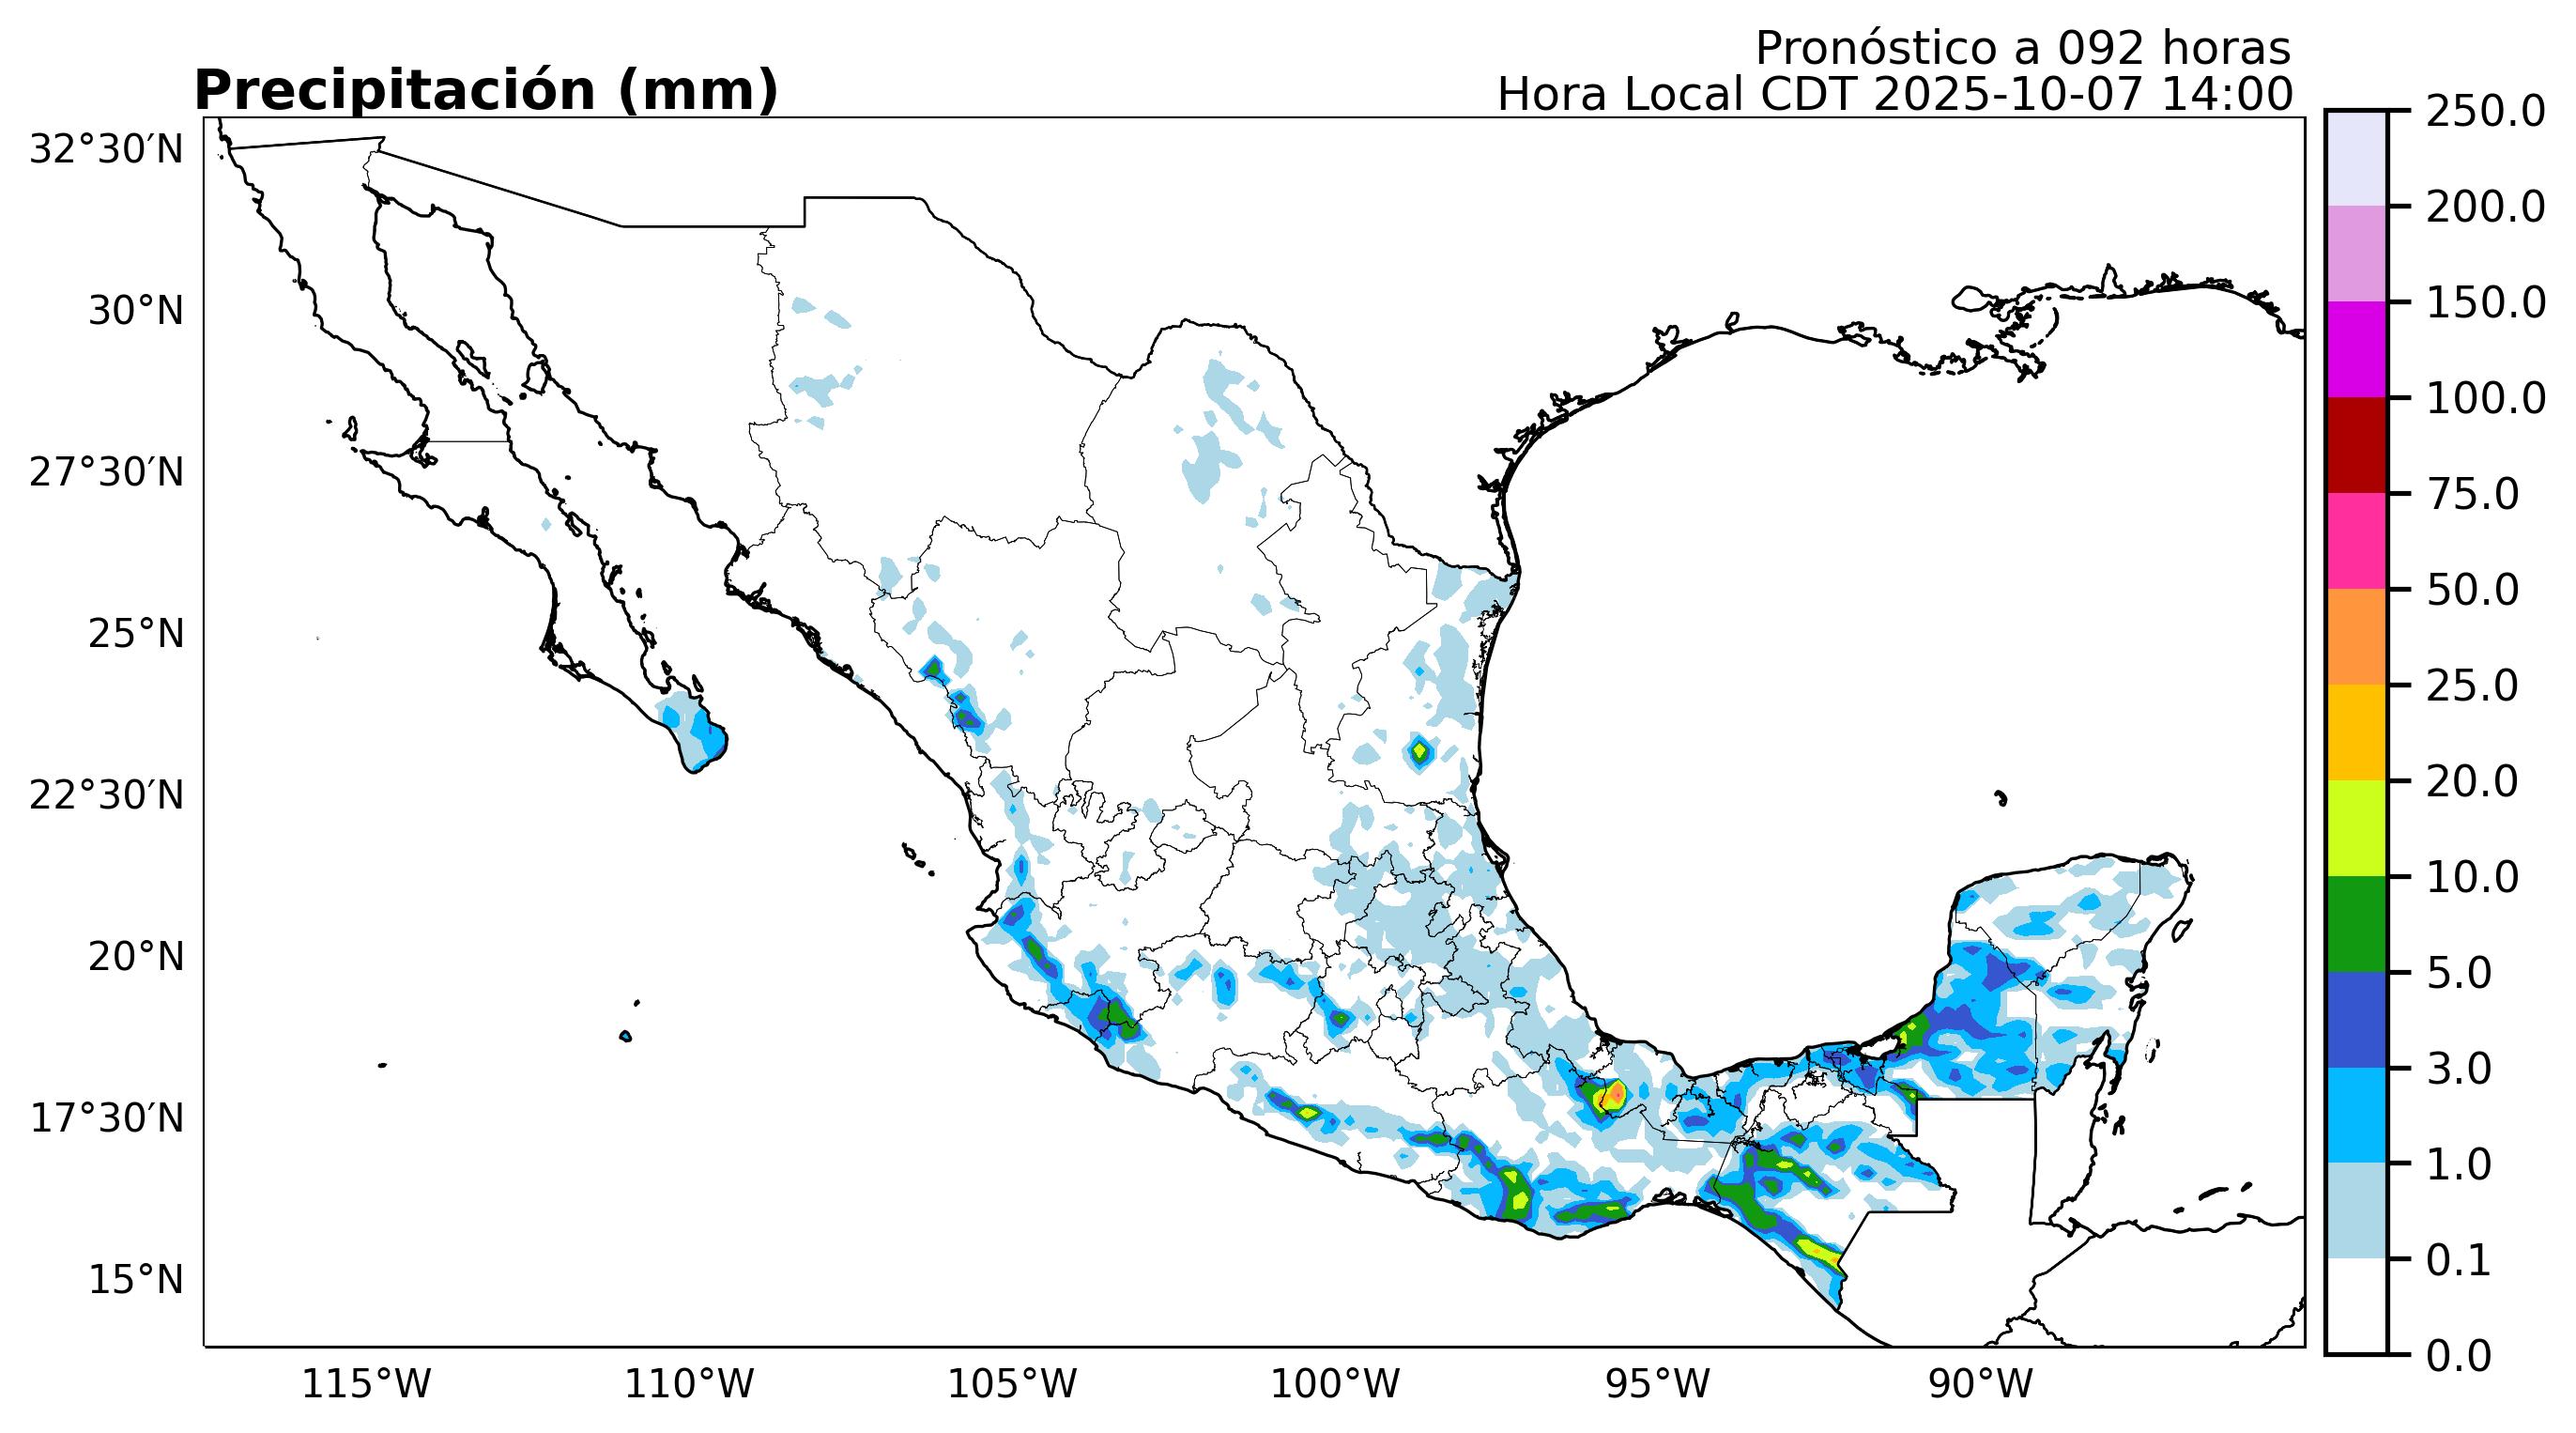 Pronóstico a 092 horas
Precipitación (mm)
Hora Local CDT 2025-10-07 14:00
32°30′N
30°N
27°30′N
25°N
22°30′N
20°N
17°30′N
15°N
115°W
110°W
105°W
100°W
95°W
90°W
250.0
200.0
150.0
100.0
75.0
50.0
25.0
20.0
10.0
5.0
3.0
1.0
0.1
0.0